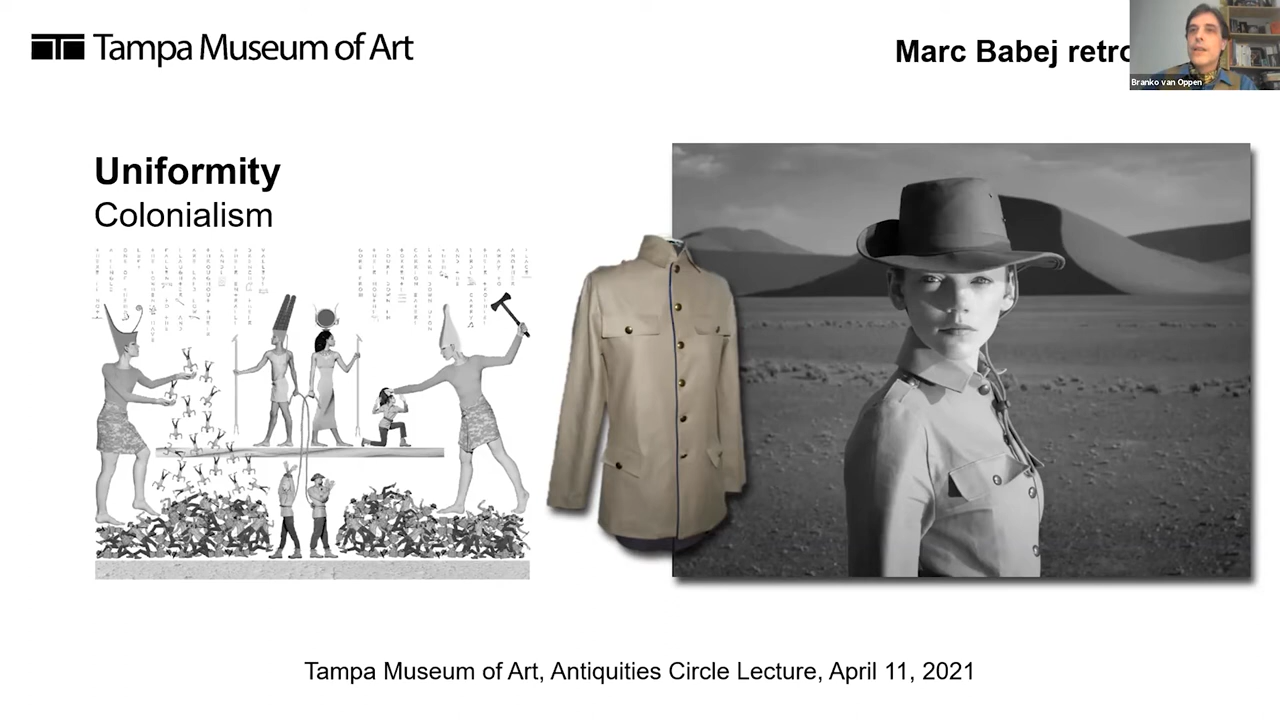 Tampa Museum of Art
Marc Babej retro
Branko van Oppen
Uniformity
Colonialism
Tampa Museum of Art, Antiquities Circle Lecture, April 11, 2021